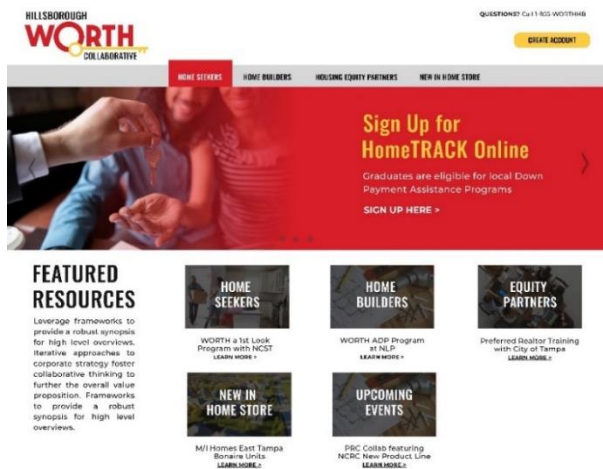 HILLSBOROUGH
WORTH
COLLABORATIVE
QUESTIONS? Call 1-855-WORTHHB
CREATE ACCOUNT
HOME SEEKERS
HOME BUILDERS
HOUSING EQUITY PARTNERS
NEW IN HOME STORE
Sign Up for
HomeTRACK Online
Graduates are eligible for local Down
Payment Assistance Programs
SIGN UP HERE >
FEATURED
RESOURCES
Leverage frameworks to
provide a robust synopsis
for high level overviews.
Iterative approaches to
corporate strategy foster
collaborative thinking to
further the overall value
proposition. Frameworks
to provide a robust
synopsis for high level
overviews.
HOME
SEEKERS
WORTH a 1st Look
Program with NCST
LEARN MORE >
HOME
BUILDERS
WORTH ADP Program
at NLP
LEARN MORE >
EQUITY
PARTNERS
Preferred Realtor Training
with City of Tampa
LEARN MORE >
NEW IN
HOME STORE
M/I Homes East Tampa
Bonaire Units
LEARN MORE >
UPCOMING
EVENTS
PRC Collab featuring
NCRC New Product Line
LEARN MORE >